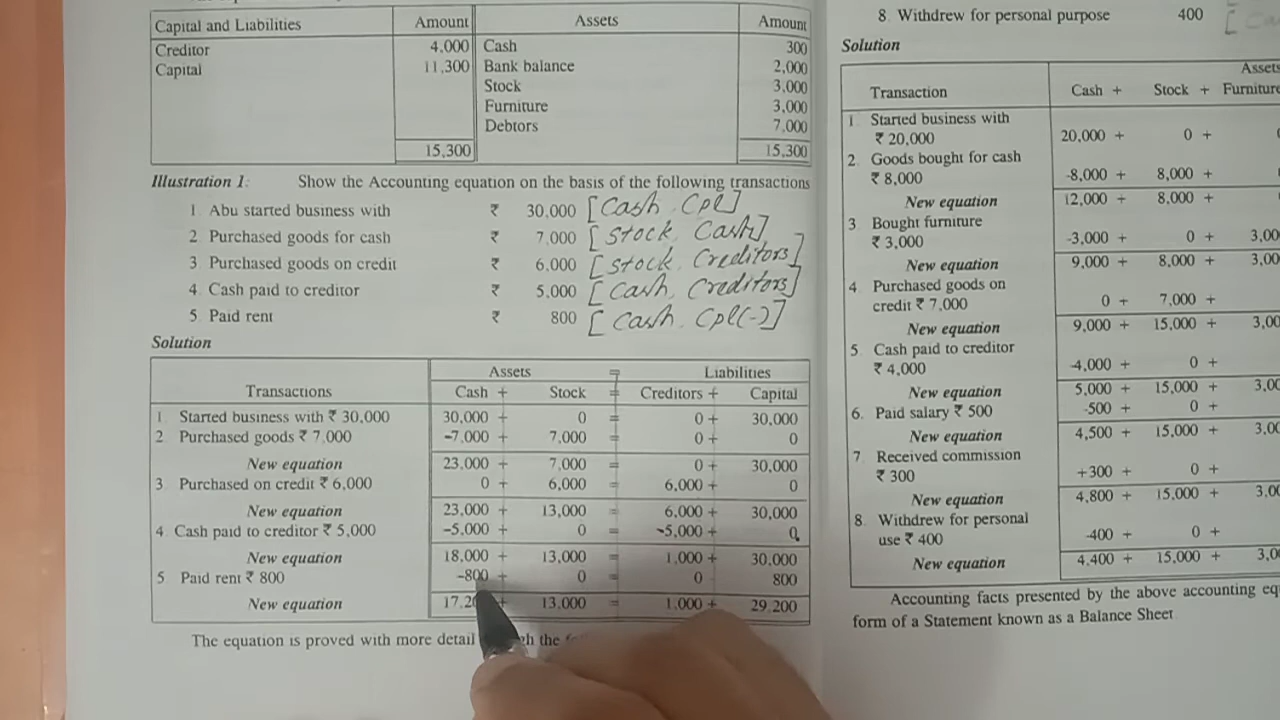 Capital and Liabilities Amount Assets Amount
Creditor 4,000 Cash 300
Capital 11,300 Bank balance 2,000
Stock 3,000
Furniture 3,000
Debtors 7,000
15,300 15,300
Illustration 1: Show the Accounting equation on the basis of the following transactions
1 Abu started business with ₹ 30,000 [Cash, Cpl]
2 Purchased goods for cash ₹ 7,000 [Stock, Cash]
3 Purchased goods on credit ₹ 6,000 [Stock, Creditors]
4. Cash paid to creditor ₹ 5,000 [Cash, Creditors]
5. Paid rent ₹ 800 [Cash, Cpl(-)]
Solution
Assets = Liabilities
Transactions Cash + Stock = Creditors + Capital
1 Started business with ₹ 30,000 30,000 + 0 = 0 + 30,000
2 Purchased goods ₹ 7,000 -7,000 + 7,000 = 0 + 0
New equation 23,000 + 7,000 = 0 + 30,000
3 Purchased on credit ₹ 6,000 0 + 6,000 = 6,000 + 0
New equation 23,000 + 13,000 = 6,000 + 30,000
4 Cash paid to creditor ₹ 5,000 -5,000 + 0 = -5,000 + 0
New equation 18,000 + 13,000 = 1,000 + 30,000
5 Paid rent ₹ 800 -800 + 0 = 0 800
New equation + 13,000 = 1,000 + 29,200
The equation is proved with more detail the
8. Withdrew for personal purpose 400
Solution
Assets
Transaction Cash + Stock + Furniture
1 Started business with
₹ 20,000 20,000 + 0 +
2. Goods bought for cash
₹ 8,000 -8,000 + 8,000 +
New equation 12,000 + 8,000 +
3 Bought furniture
₹ 3,000 -3,000 + 0 + 3,00
New equation 9,000 + 8,000 + 3,00
4 Purchased goods on
credit ₹ 7,000 0 + 7,000 +
New equation 9,000 + 15,000 + 3,00
5 Cash paid to creditor
₹ 4,000 -4,000 + 0 +
New equation 5,000 + 15,000 + 3,00
6. Paid salary ₹ 500 -500 + 0 +
New equation 4,500 + 15,000 + 3,00
7 Received commission
₹ 300 +300 + 0 +
New equation 4,800 + 15,000 + 3,00
8. Withdrew for personal
use ₹ 400 -400 + 0 +
New equation 4,400 + 15,000 + 3,0
Accounting facts presented by the above accounting eq
form of a Statement known as a Balance Sheet